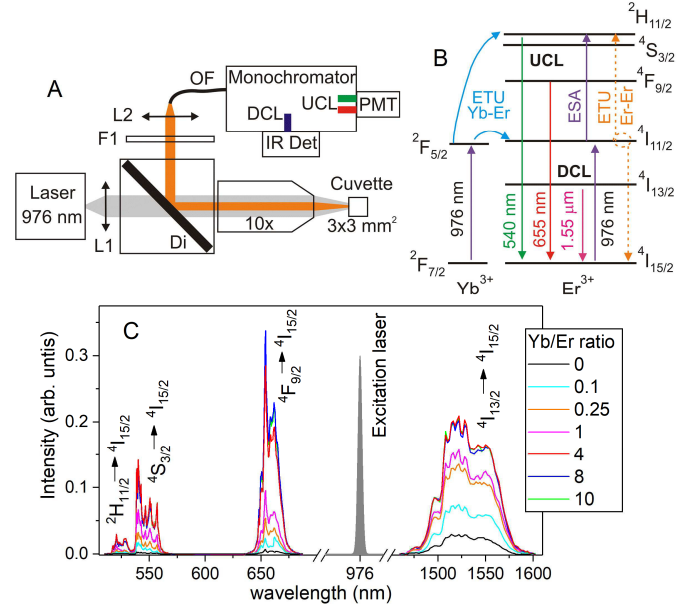 A
OF
Monochromator
L2
DCL
UCL
PMT
F1
IR Det
Laser
976 nm
L1
Di
10x
Cuvette
3x3 mm²
B
²H₁₁/₂
⁴S₃/₂
UCL
⁴F₉/₂
ETU
Yb-Er
ESA
ETU
Er-Er
²F₅/₂
⁴I₁₁/₂
DCL
⁴I₁₃/₂
976 nm
540 nm
655 nm
1.55 μm
976 nm
²F₇/₂
⁴I₁₅/₂
Yb³⁺
Er³⁺
C
Intensity (arb. untis)
0.3
0.2
0.1
0.0
²H₁₁/₂ → ⁴I₁₅/₂
⁴S₃/₂ → ⁴I₁₅/₂
⁴F₉/₂ → ⁴I₁₅/₂
Excitation laser
⁴I₁₃/₂ → ⁴I₁₅/₂
Yb/Er ratio
0
0.1
0.25
1
4
8
10
550 600 650 976 1500 1550 1600
wavelength (nm)